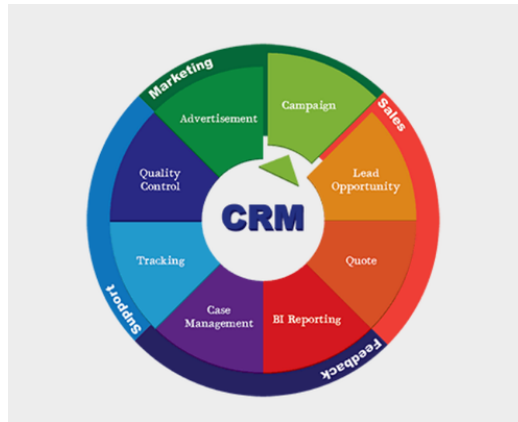 Marketing
Sales
Feedback
Support
Advertisement
Campaign
Lead
Opportunity
Quote
BI Reporting
Case
Management
Tracking
Quality
Control
CRM